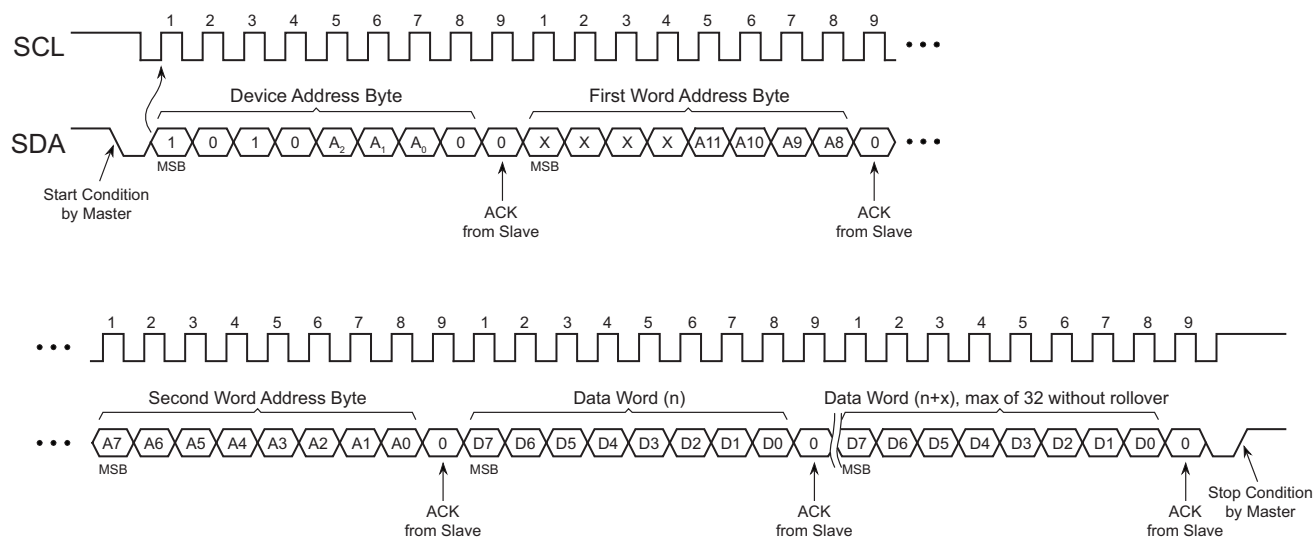 1 2 3 4 5 6 7 8 9 1 2 3 4 5 6 7 8 9
SCL
Device Address Byte First Word Address Byte
SDA 1 0 1 0 A2 A1 A0 0 0 X X X X A11 A10 A9 A8 0
MSB MSB
Start Condition
by Master
ACK
from Slave
ACK
from Slave
1 2 3 4 5 6 7 8 9 1 2 3 4 5 6 7 8 9 1 2 3 4 5 6 7 8 9
Second Word Address Byte Data Word (n) Data Word (n+x), max of 32 without rollover
A7 A6 A5 A4 A3 A2 A1 A0 0 D7 D6 D5 D4 D3 D2 D1 D0 0 D7 D6 D5 D4 D3 D2 D1 D0 0
MSB MSB MSB
ACK
from Slave
ACK
from Slave
ACK
from Slave
Stop Condition
by Master